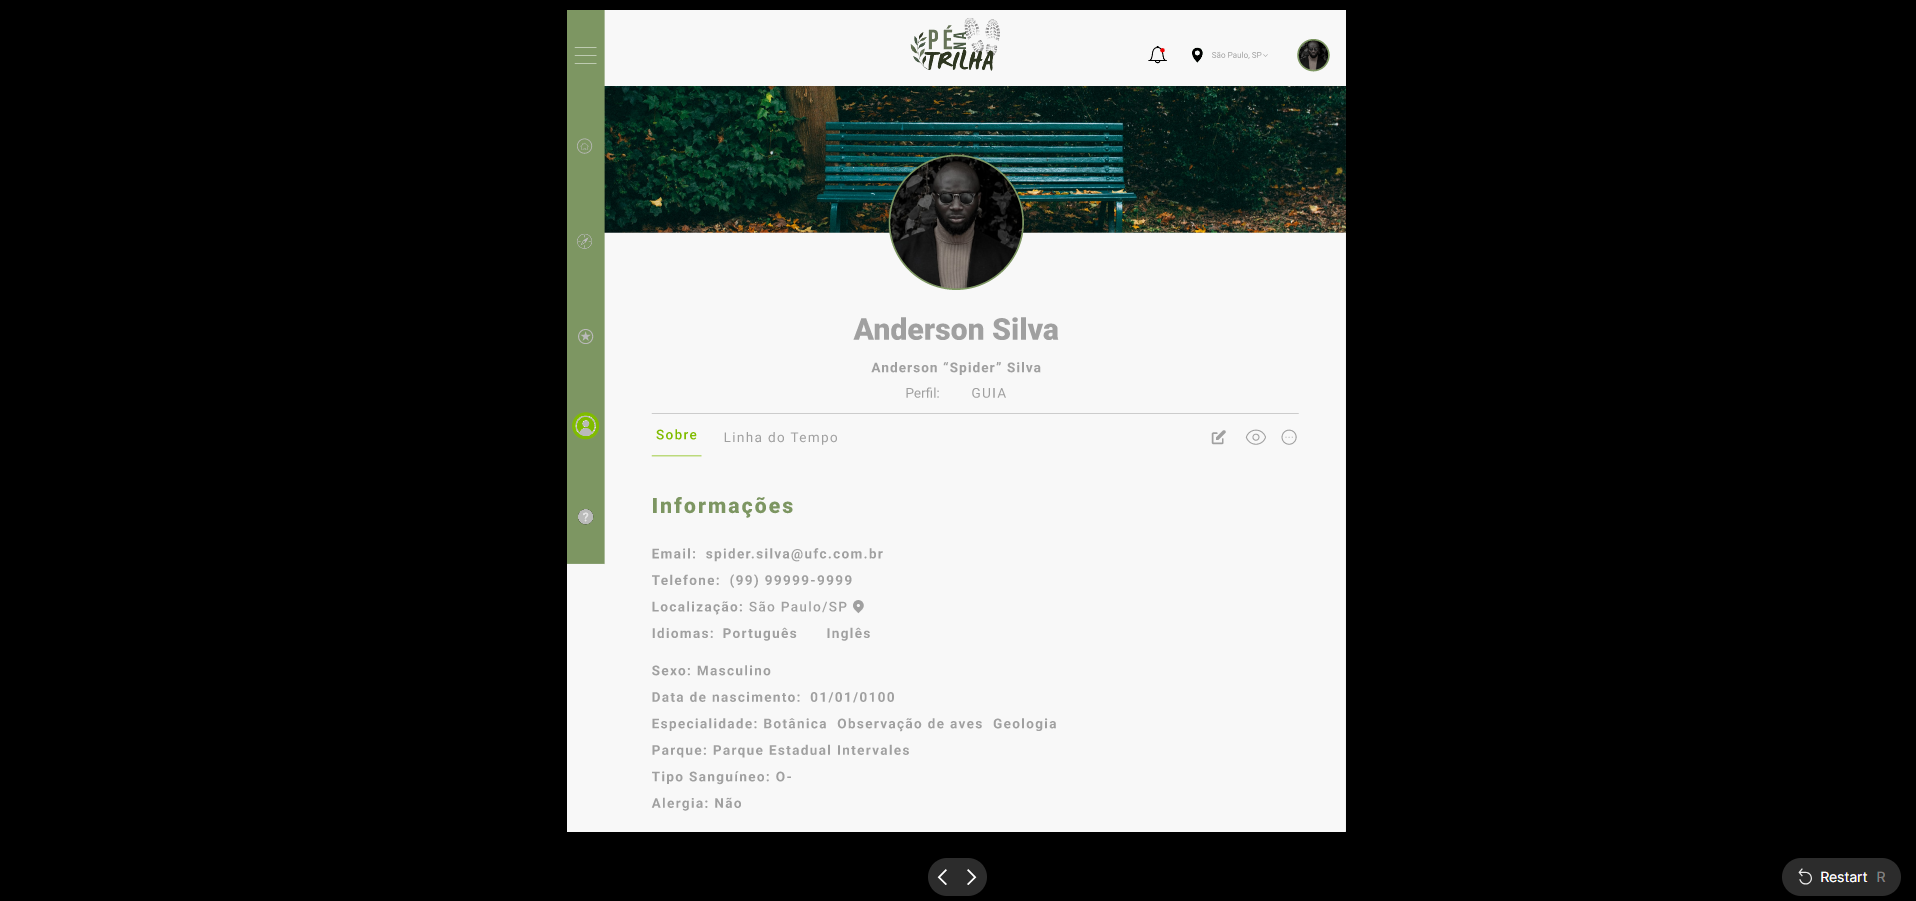 PÉ NA
TRILHA
São Paulo, SP
Anderson Silva
Anderson “Spider” Silva
Perfil: GUIA
Sobre Linha do Tempo
Informações
Email: spider.silva@ufc.com.br
Telefone: (99) 99999-9999
Localização: São Paulo/SP
Idiomas: Português Inglês
Sexo: Masculino
Data de nascimento: 01/01/0100
Especialidade: Botânica Observação de aves Geologia
Parque: Parque Estadual Intervales
Tipo Sanguíneo: O-
Alergia: Não
Restart R